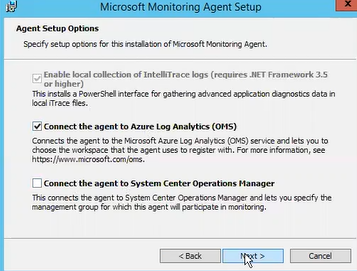 Microsoft Monitoring Agent Setup
Agent Setup Options
Specify setup options for this installation of Microsoft Monitoring Agent.
Enable local collection of IntelliTrace logs (requires .NET Framework 3.5
or higher)
This installs a PowerShell interface for gathering advanced application diagnostics data in
local iTrace files.
Connect the agent to Azure Log Analytics (OMS)
Connects the agent to the Microsoft Azure Log Analytics (OMS) service and lets you to
choose the workspace that the agent uses to register with. For more information, see
https://www.microsoft.com/oms.
Connect the agent to System Center Operations Manager
This connects the agent to System Center Operations Manager and lets you specify the
management group for which this agent will participate in monitoring.
< Back
Next >
Cancel